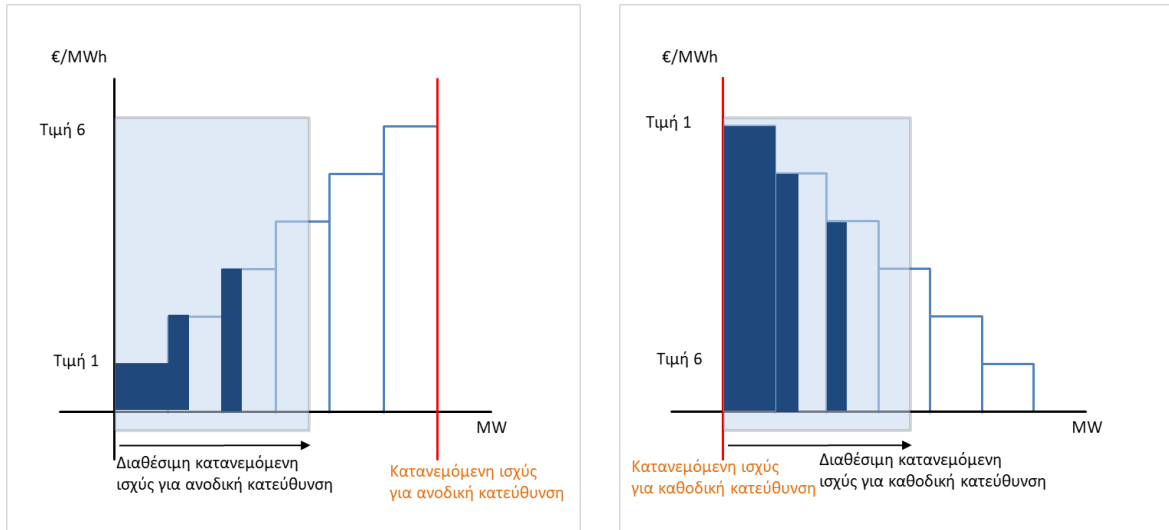 €/MWh
Τιμή 6
Τιμή 1
MW
Διαθέσιμη κατανεμόμενη
ισχύς για ανοδική κατεύθυνση
Κατανεμόμενη ισχύς
για ανοδική κατεύθυνση
€/MWh
Τιμή 1
Τιμή 6
MW
Κατανεμόμενη ισχύς
για καθοδική κατεύθυνση
Διαθέσιμη κατανεμόμενη
ισχύς για καθοδική κατεύθυνση